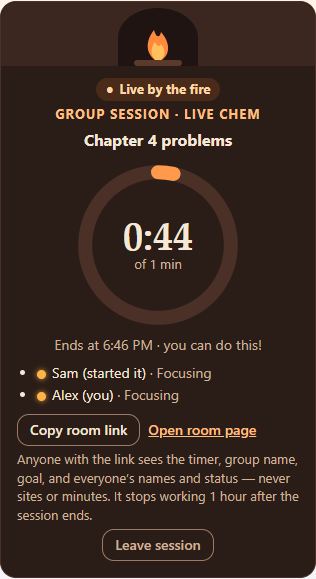 Live by the fire
GROUP SESSION · LIVE CHEM
Chapter 4 problems
0:44
of 1 min
Ends at 6:46 PM · you can do this!
Sam (started it) · Focusing
Alex (you) · Focusing
Copy room link Open room page
Anyone with the link sees the timer, group name,
goal, and everyone's names and status — never
sites or minutes. It stops working 1 hour after the
session ends.
Leave session